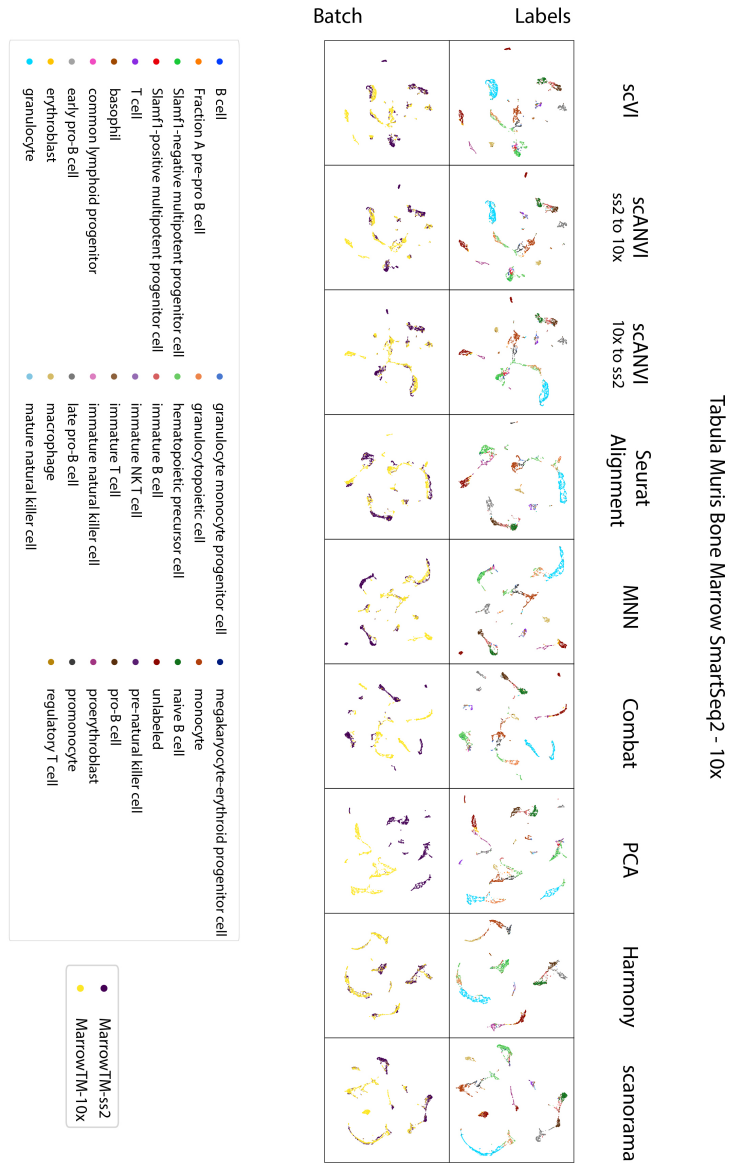 Tabula Muris Bone Marrow SmartSeq2 - 10x
scVI
scANVI
ss2 to 10x
scANVI
10x to ss2
Seurat
Alignment
MNN
Combat
PCA
Harmony
scanorama
Labels
Batch
B cell
Fraction A pre-pro B cell
Slamf1-negative multipotent progenitor cell
Slamf1-positive multipotent progenitor cell
T cell
basophil
common lymphoid progenitor
early pro-B cell
erythroblast
granulocyte
granulocyte monocyte progenitor cell
granulocytopoietic cell
hematopoietic precursor cell
immature B cell
immature NK T cell
immature T cell
immature natural killer cell
late pro-B cell
macrophage
mature natural killer cell
megakaryocyte-erythroid progenitor cell
monocyte
naive B cell
unlabeled
pre-natural killer cell
pro-B cell
proerythroblast
promonocyte
regulatory T cell
MarrowTM-ss2
MarrowTM-10x